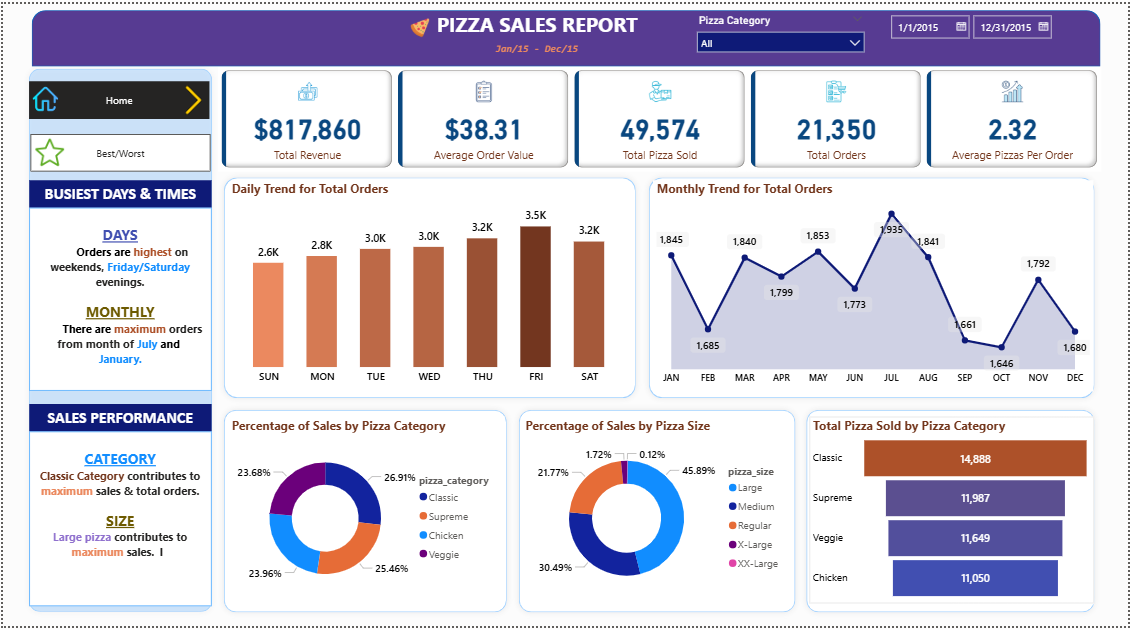 PIZZA SALES REPORT
Jan/15 - Dec/15
Pizza Category
All
1/1/2015
12/31/2015
Home
Best/Worst
BUSIEST DAYS & TIMES
DAYS
Orders are highest on
weekends, Friday/Saturday
evenings.
MONTHLY
There are maximum orders
from month of July and
January.
SALES PERFORMANCE
CATEGORY
Classic Category contributes to
maximum sales & total orders.
SIZE
Large pizza contributes to
maximum sales. I
$817,860
Total Revenue
$38.31
Average Order Value
49,574
Total Pizza Sold
21,350
Total Orders
2.32
Average Pizzas Per Order
Daily Trend for Total Orders
2.6K
2.8K
3.0K
3.0K
3.2K
3.5K
3.2K
SUN
MON
TUE
WED
THU
FRI
SAT
Monthly Trend for Total Orders
1,845
1,685
1,840
1,799
1,853
1,773
1,935
1,841
1,661
1,646
1,792
1,680
JAN
FEB
MAR
APR
MAY
JUN
JUL
AUG
SEP
OCT
NOV
DEC
Percentage of Sales by Pizza Category
23.68%
26.91%
23.96%
25.46%
pizza_category
Classic
Supreme
Chicken
Veggie
Percentage of Sales by Pizza Size
1.72%
0.12%
21.77%
45.89%
30.49%
pizza_size
Large
Medium
Regular
X-Large
XX-Large
Total Pizza Sold by Pizza Category
Classic
14,888
Supreme
11,987
Veggie
11,649
Chicken
11,050